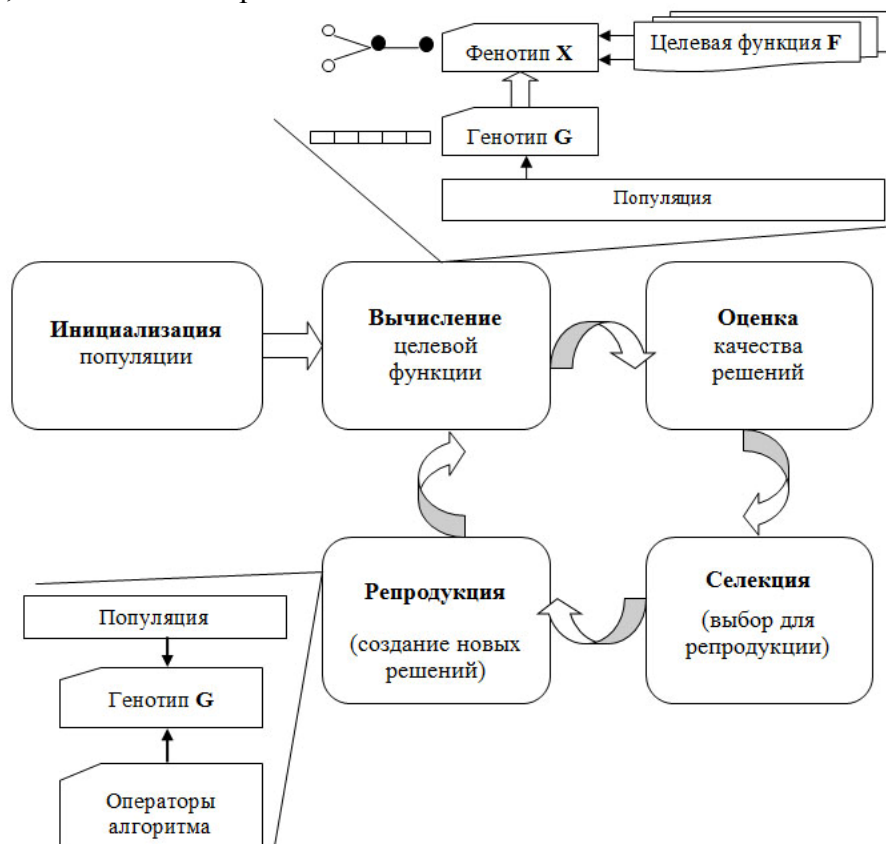 Фенотип X
Целевая функция F
Генотип G
Популяция
Инициализация
популяции
Вычисление
целевой
функции
Оценка
качества
решений
Репродукция
(создание новых
решений)
Селекция
(выбор для
репродукции)
Популяция
Генотип G
Операторы
алгоритма